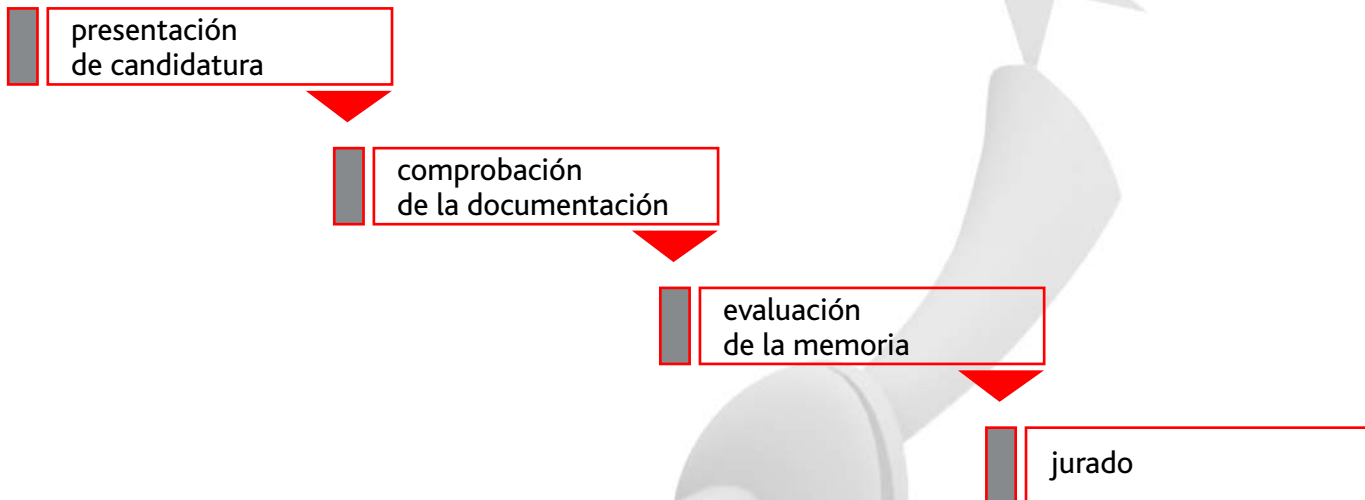 presentación
de candidatura
comprobación
de la documentación
evaluación
de la memoria
jurado